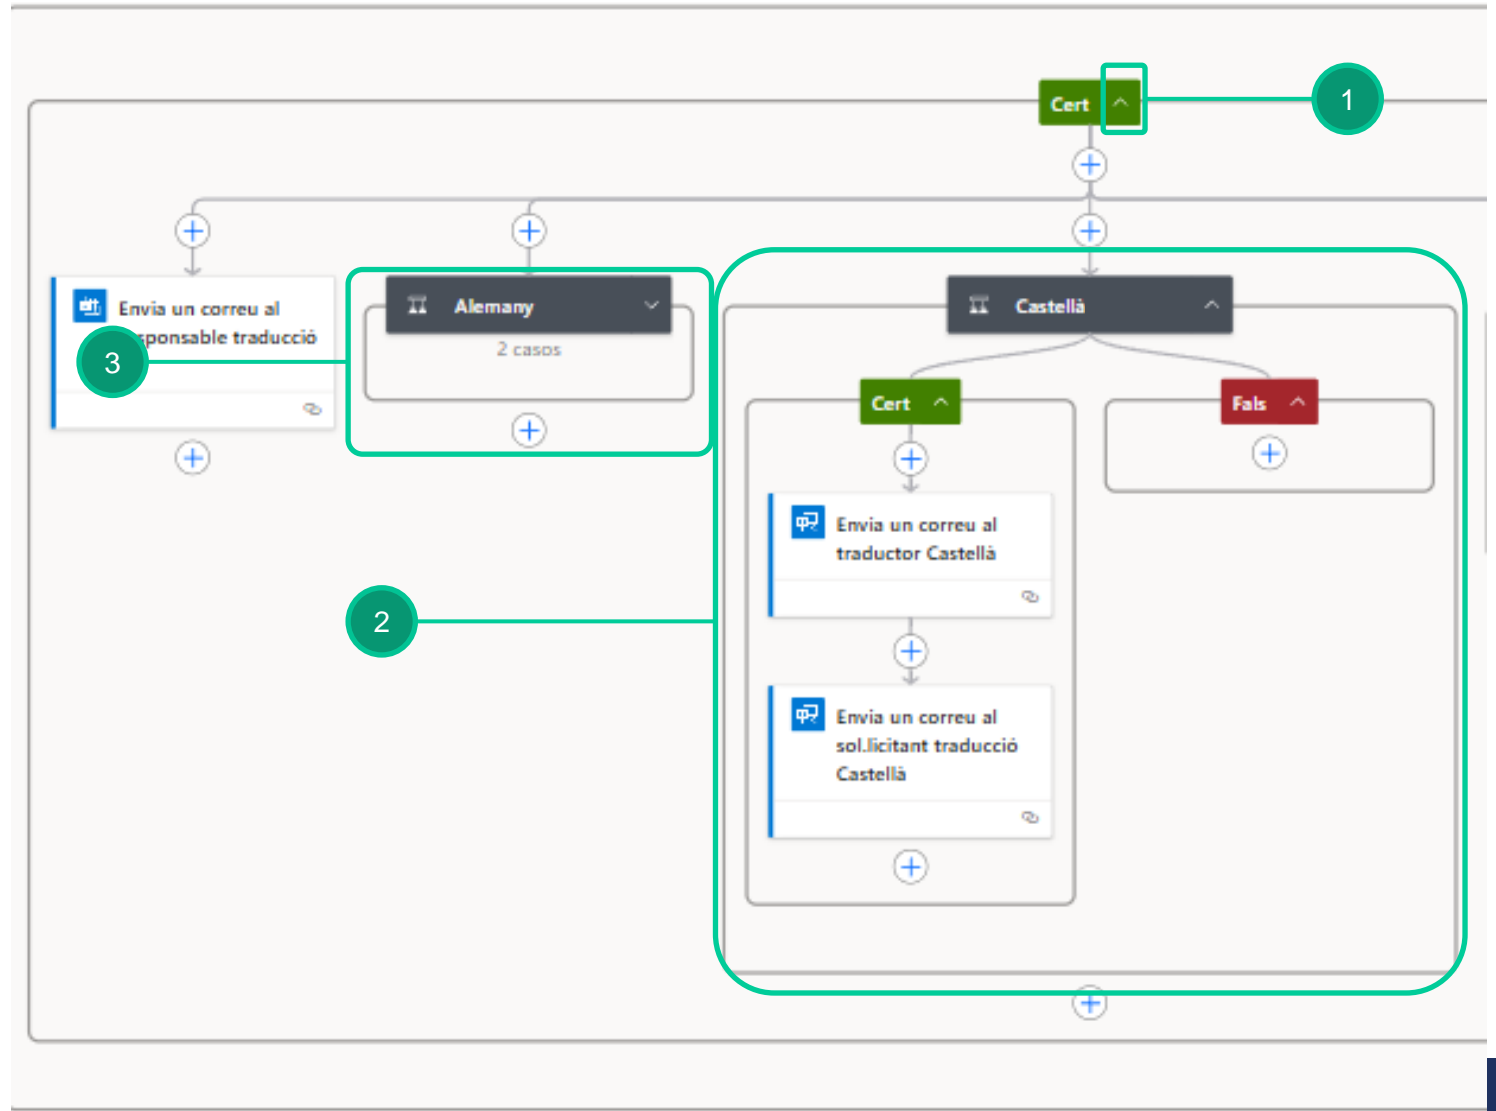 Cert
1
Envia un correu al
sponsable traducció
3
Alemany
2 casos
Castellà
Cert
Fals
Envia un correu al
traductor Castellà
2
Envia un correu al
sol.licitant traducció
Castellà